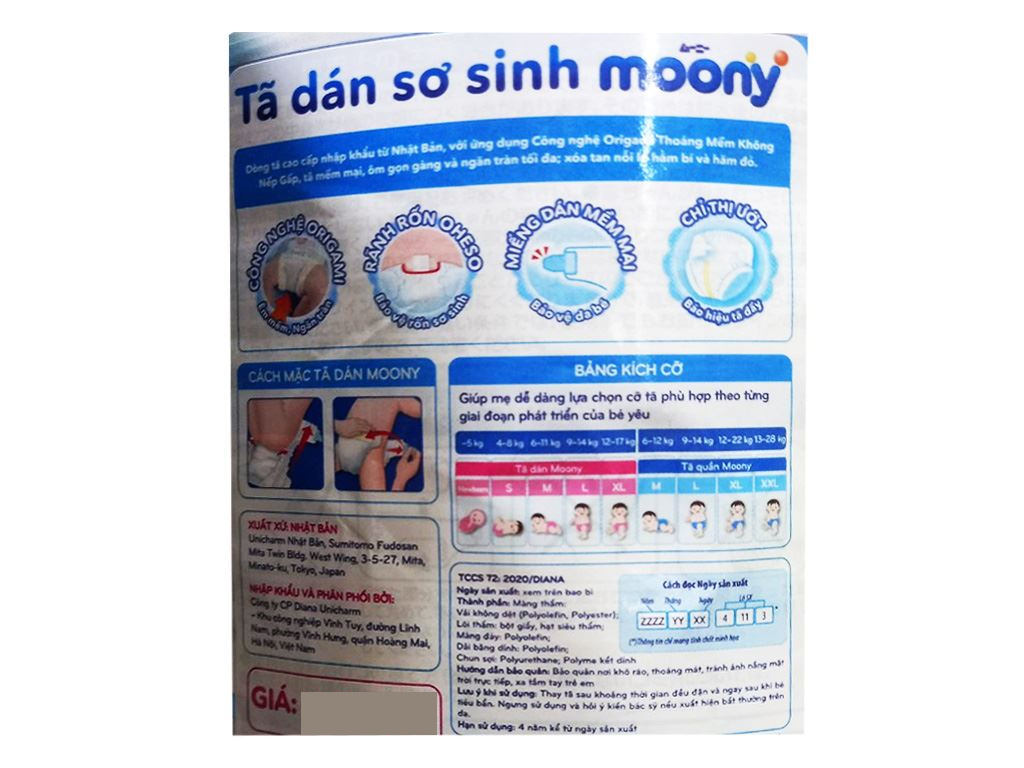 Tã dán sơ sinh moony
Dòng tã cao cấp nhập khẩu từ Nhật Bản, với ứng dụng Công nghệ Origami Thoáng Mềm Không
Nếp Gấp, tã mềm mại, ôm gọn gàng và ngăn tràn tối đa; xóa tan nỗi lo hầm bí và hăm đỏ.
CÔNG NGHỆ ORIGAMI
Êm mềm, Ngăn tràn
RÃNH RỐN OHESO
Bảo vệ rốn sơ sinh
MIẾNG DÁN MỀM MẠI
Bảo vệ da bé
CHỈ THỊ ƯỚT
Báo hiệu tã đầy
CÁCH MẶC TÃ DÁN MOONY
BẢNG KÍCH CỠ
Giúp mẹ dễ dàng lựa chọn cỡ tã phù hợp theo từng
giai đoạn phát triển của bé yêu
~5 kg 4~8 kg 6~11 kg 9~14 kg 12~17 kg 6~12 kg 9~14 kg 12~22 kg 13~28 kg
Tã dán Moony Tã quần Moony
Newborn S M L XL M L XL XXL
XUẤT XỨ: NHẬT BẢN
Unicharm Nhật Bản, Sumitomo Fudosan
Mita Twin Bldg. West Wing, 3-5-27, Mita,
Minato-ku, Tokyo, Japan
NHẬP KHẨU VÀ PHÂN PHỐI BỞI:
Công ty CP Diana Unicharm
- Khu công nghiệp Vĩnh Tuy, đường Lĩnh
Nam, phường Vĩnh Hưng, quận Hoàng Mai,
Hà Nội, Việt Nam
GIÁ:
TCCS 72: 2020/DIANA
Ngày sản xuất: xem trên bao bì
Thành phần: Màng thấm:
Vải không dệt (Polyolefin, Polyester);
Lõi thấm: bột giấy, hạt siêu thấm;
Màng đáy: Polyolefin;
Dải băng dính: Polyolefin;
Chun sợi: Polyurethane; Polyme kết dính
Cách đọc Ngày sản xuất
Năm Tháng Ngày Lô SX
ZZZZ YY XX 4 11 3 *
(*)Thông tin chỉ mang tính chất minh họa
Hướng dẫn bảo quản: Bảo quản nơi khô ráo, thoáng mát, tránh ánh nắng mặt
trời trực tiếp, xa tầm tay trẻ em
Lưu ý khi sử dụng: Thay tã sau khoảng thời gian đều đặn và ngay sau khi bé
tiêu bẩn. Ngưng sử dụng và hỏi ý kiến bác sỹ nếu xuất hiện bất thường trên
da.
Hạn sử dụng: 4 năm kể từ ngày sản xuất